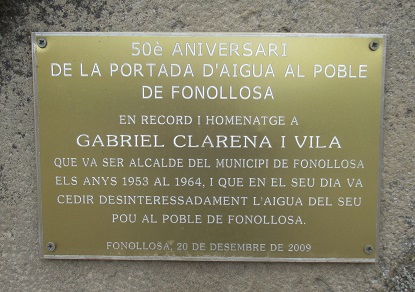 50è ANIVERSARI
DE LA PORTADA D'AIGUA AL POBLE
DE FONOLLOSA
EN RECORD I HOMENATGE A
GABRIEL CLARENA I VILA
QUE VA SER ALCALDE DEL MUNICIPI DE FONOLLOSA
ELS ANYS 1953 AL 1964, I QUE EN EL SEU DIA VA
CEDIR DESINTERESSADAMENT L'AIGUA DEL SEU
POU AL POBLE DE FONOLLOSA.
FONOLLOSA, 20 DE DESEMBRE DE 2009